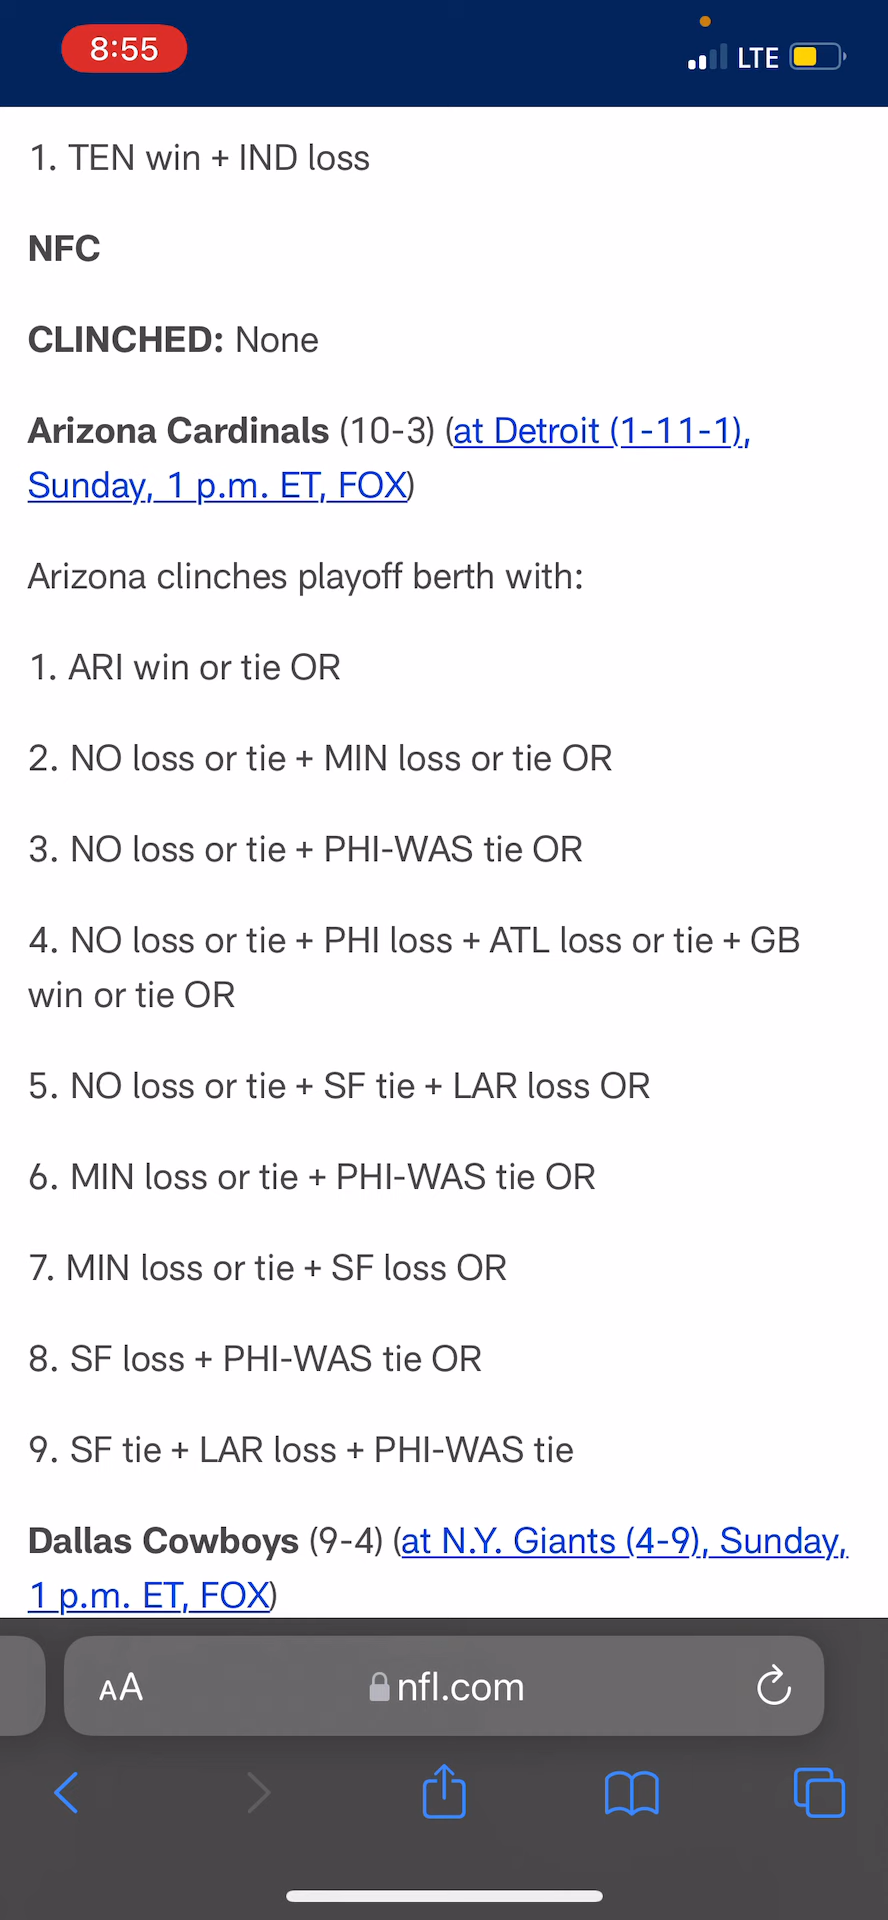 8:55
LTE
1. TEN win + IND loss
NFC
CLINCHED: None
Arizona Cardinals (10-3) (at Detroit (1-11-1),
Sunday, 1 p.m. ET, FOX)
Arizona clinches playoff berth with:
1. ARI win or tie OR
2. NO loss or tie + MIN loss or tie OR
3. NO loss or tie + PHI-WAS tie OR
4. NO loss or tie + PHI loss + ATL loss or tie + GB
win or tie OR
5. NO loss or tie + SF tie + LAR loss OR
6. MIN loss or tie + PHI-WAS tie OR
7. MIN loss or tie + SF loss OR
8. SF loss + PHI-WAS tie OR
9. SF tie + LAR loss + PHI-WAS tie
Dallas Cowboys (9-4) (at N.Y. Giants (4-9), Sunday,
1 p.m. ET, FOX)
AA nfl.com